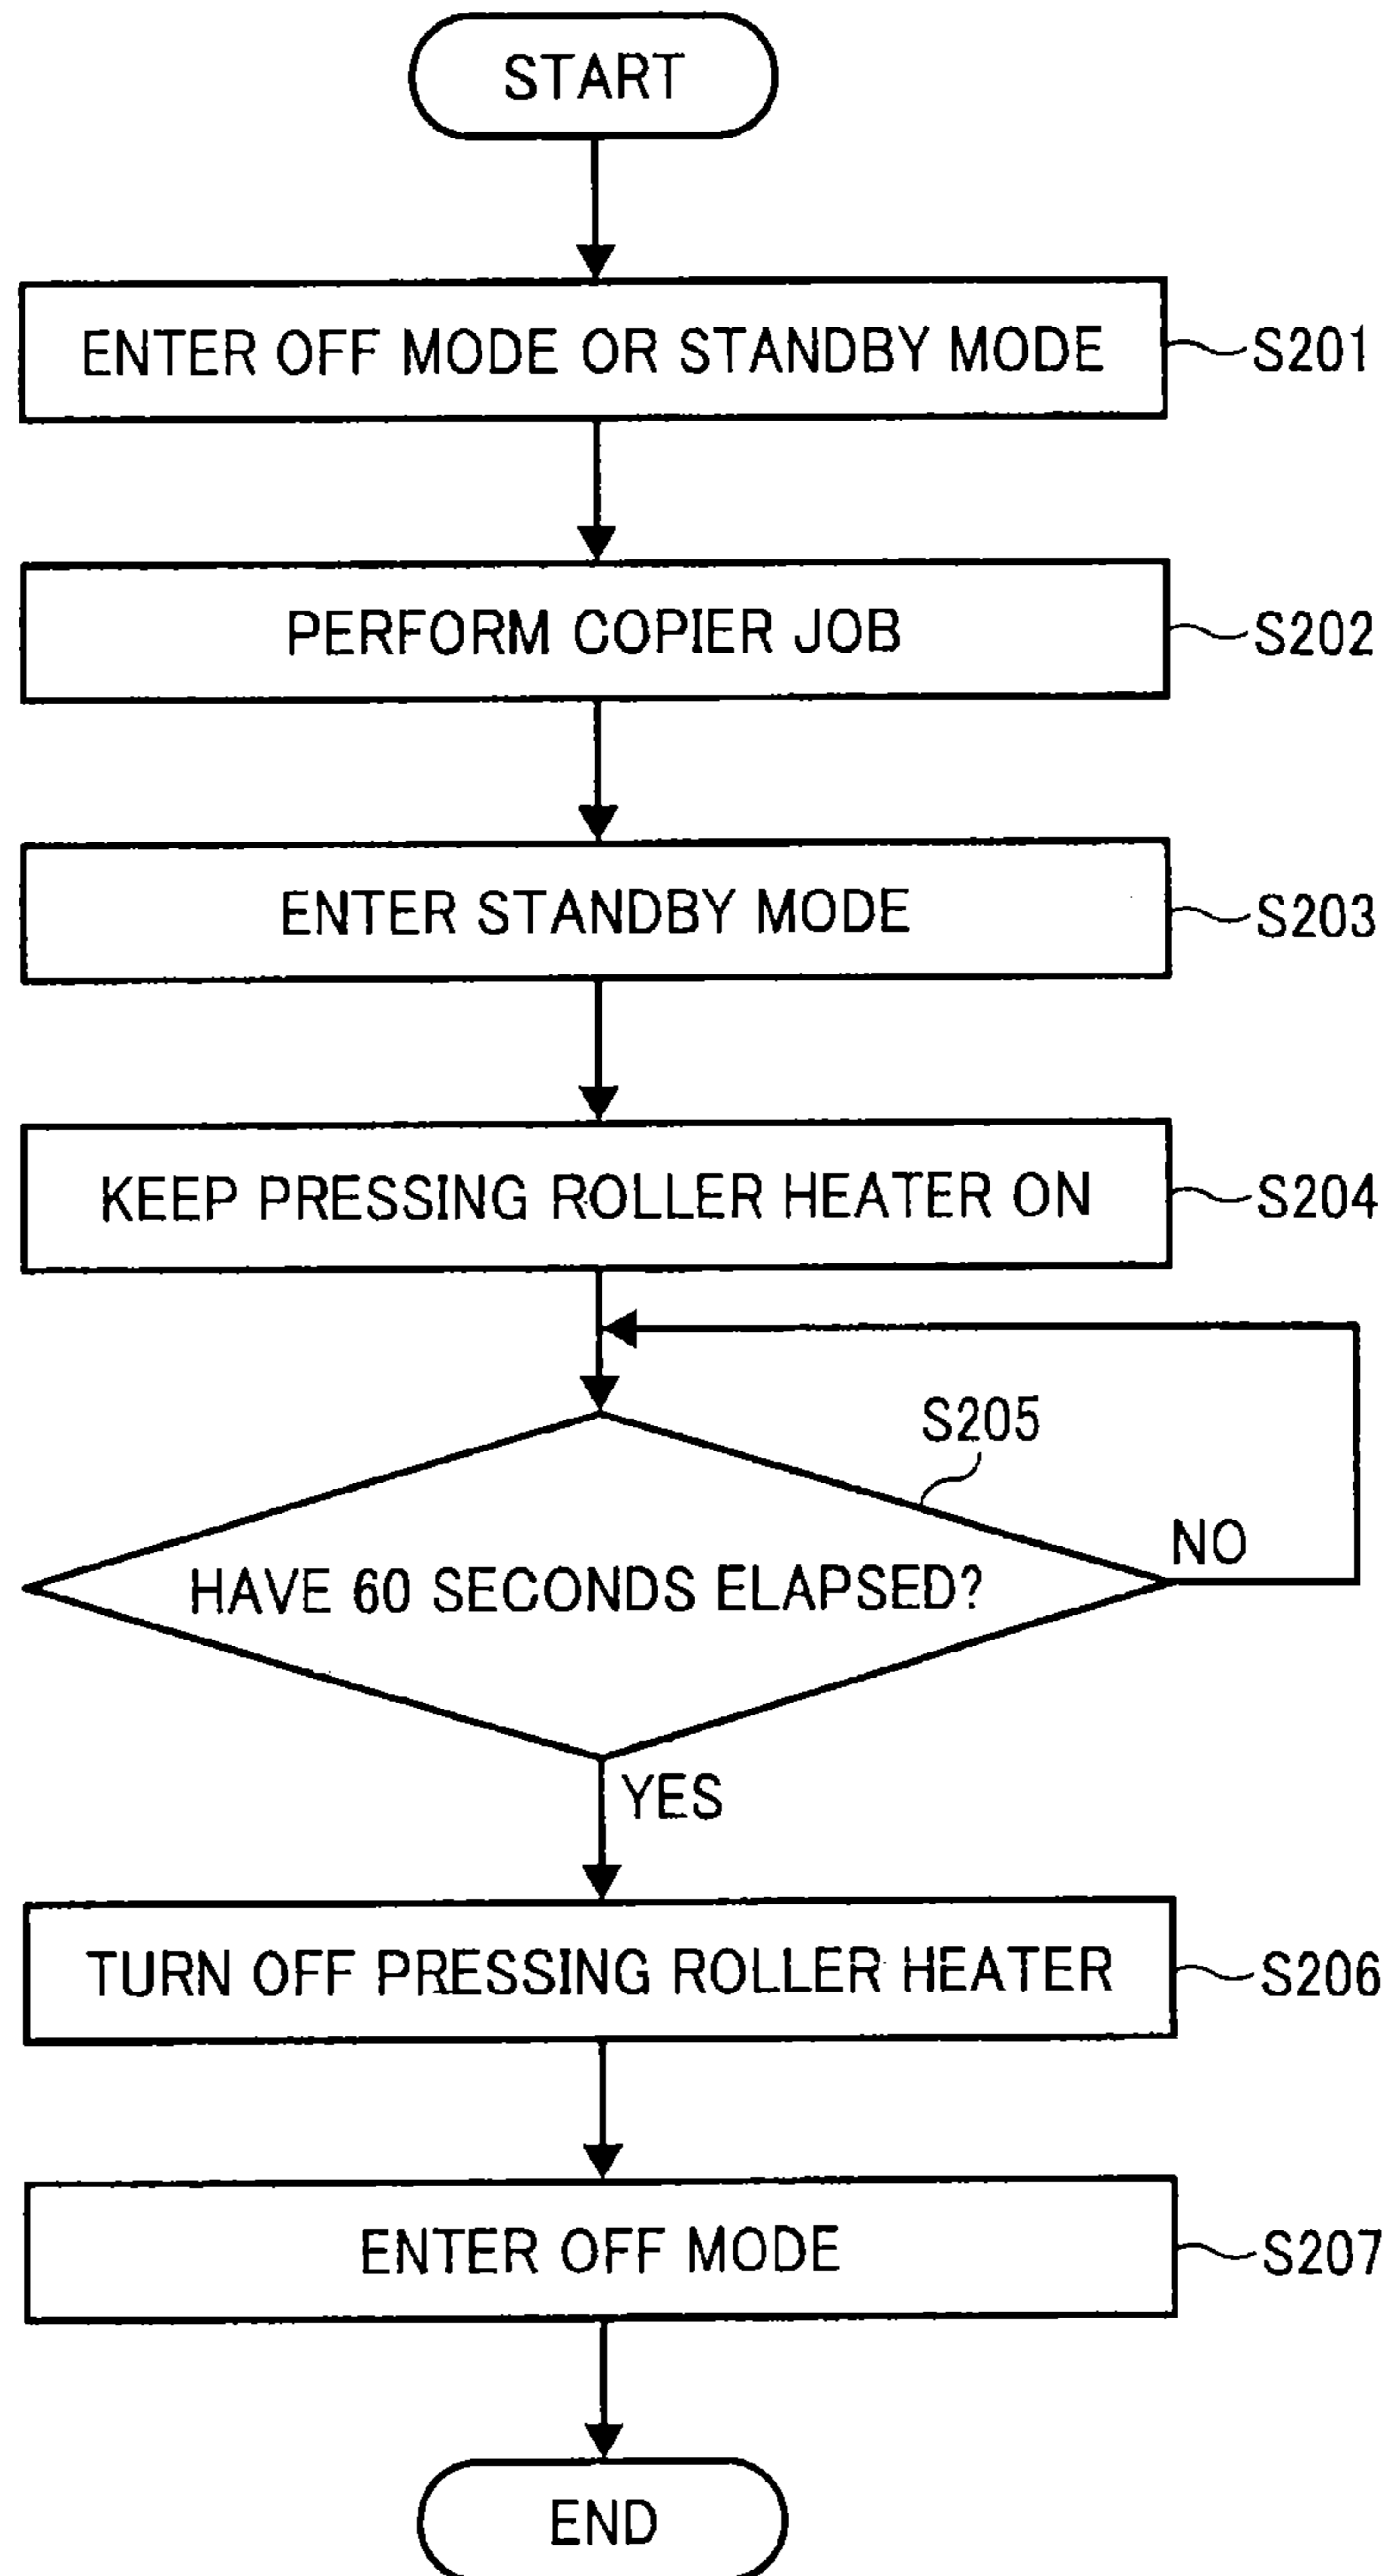 START
ENTER OFF MODE OR STANDBY MODE
S201
PERFORM COPIER JOB
S202
ENTER STANDBY MODE
S203
KEEP PRESSING ROLLER HEATER ON
S204
S205
HAVE 60 SECONDS ELAPSED?
NO
YES
TURN OFF PRESSING ROLLER HEATER
S206
ENTER OFF MODE
S207
END